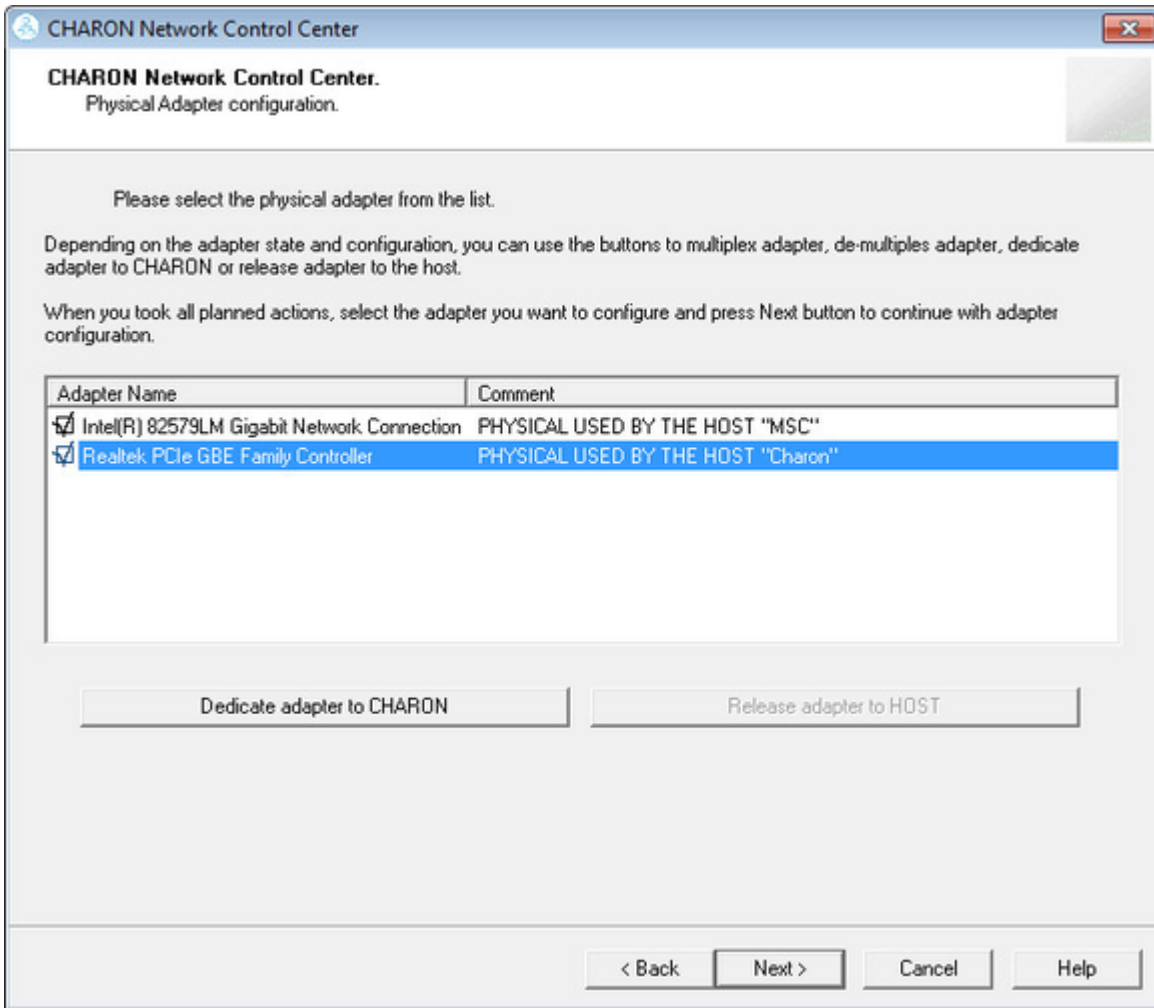 CHARON Network Control Center
CHARON Network Control Center.
Physical Adapter configuration.
Please select the physical adapter from the list.
Depending on the adapter state and configuration, you can use the buttons to multiplex adapter, de-multiples adapter, dedicate
adapter to CHARON or release adapter to the host.
When you took all planned actions, select the adapter you want to configure and press Next button to continue with adapter
configuration.
Adapter Name Comment
Intel(R) 82579LM Gigabit Network Connection PHYSICAL USED BY THE HOST "MSC"
Realtek PCIe GBE Family Controller PHYSICAL USED BY THE HOST "Charon"
Dedicate adapter to CHARON Release adapter to HOST
< Back Next > Cancel Help